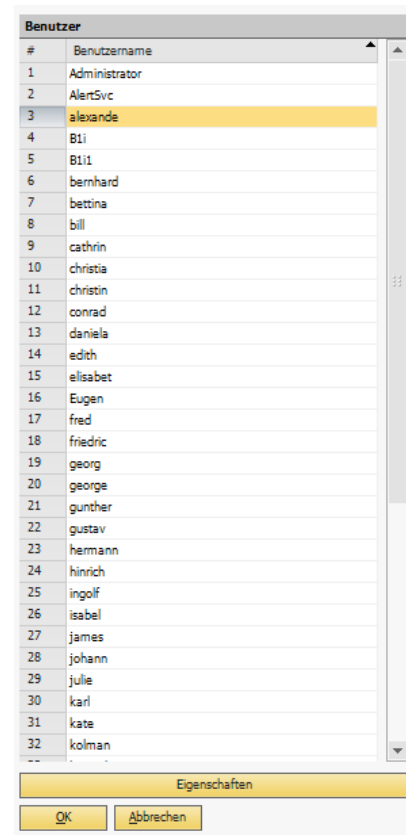 Benutzer
# Benutzername
1 Administrator
2 AlertSvc
3 alexande
4 B1i
5 B1i1
6 bernhard
7 bettina
8 bill
9 cathrin
10 christia
11 christin
12 conrad
13 daniela
14 edith
15 elisabet
16 Eugen
17 fred
18 friedric
19 georg
20 george
21 gunther
22 gustav
23 hermann
24 hinrich
25 ingolf
26 isabel
27 james
28 johann
29 julie
30 karl
31 kate
32 kolman
Eigenschaften
OK Abbrechen